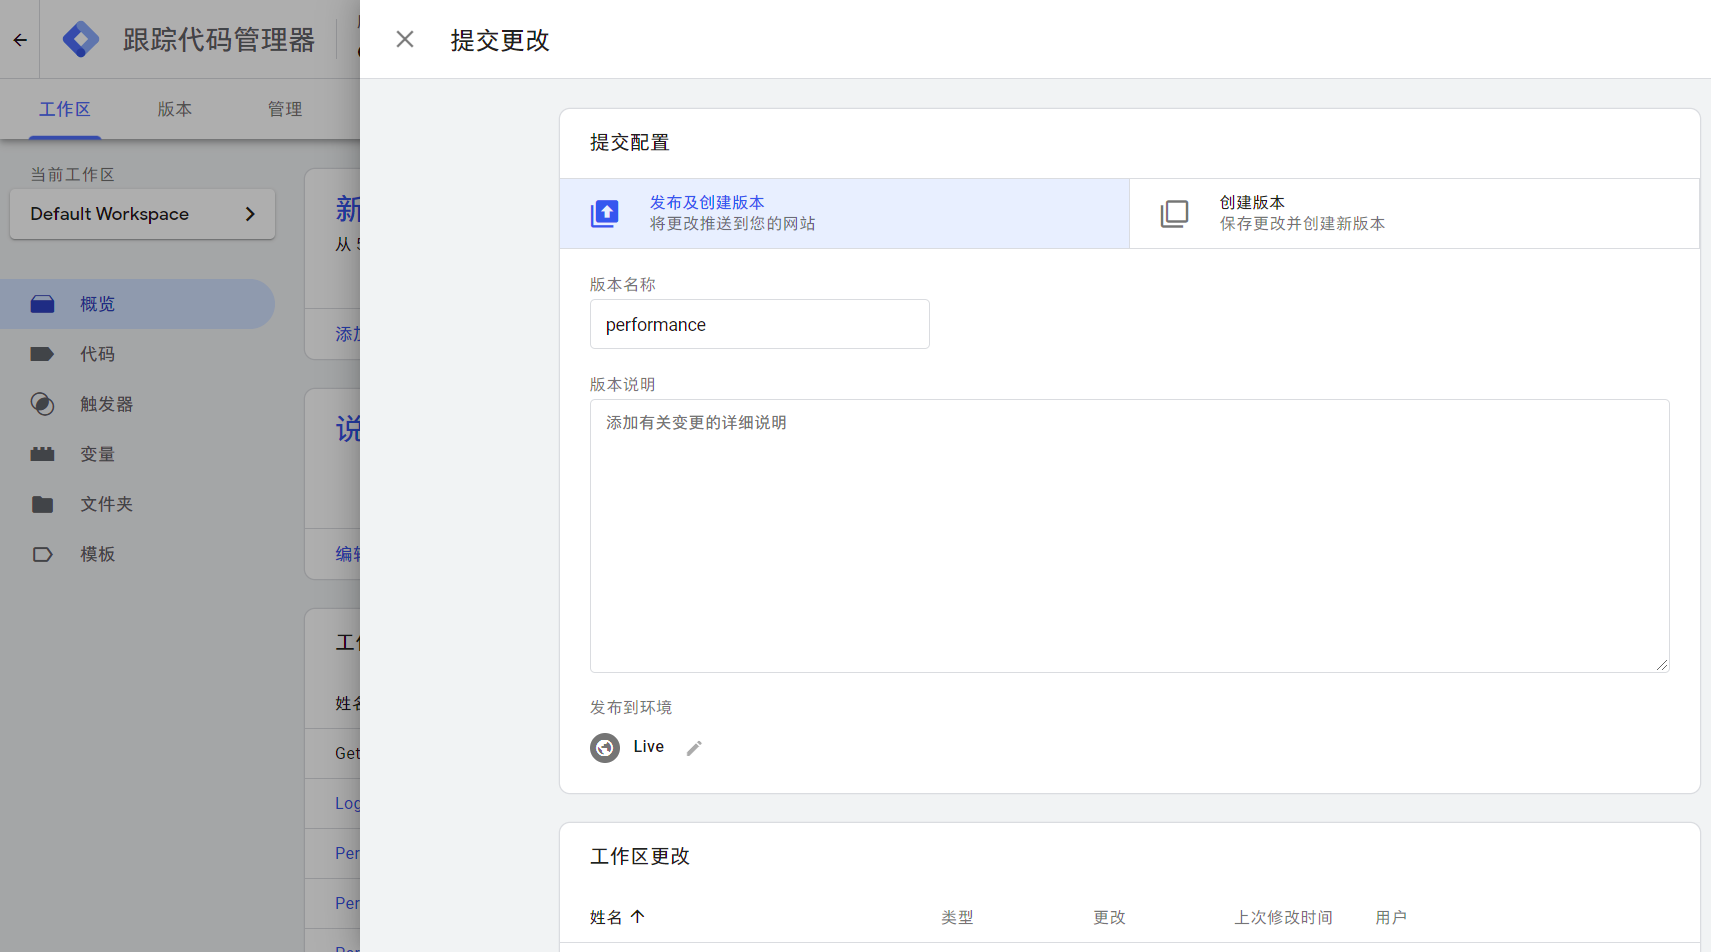 跟踪代码管理器
提交更改
工作区
版本
管理
当前工作区
Default Workspace
概览
代码
触发器
变量
文件夹
模板
新
从 5
添加
说
编辑
工作
姓名
Get
Log
Per
Per
提交配置
发布及创建版本
将更改推送到您的网站
创建版本
保存更改并创建新版本
版本名称
performance
版本说明
添加有关变更的详细说明
发布到环境
Live
工作区更改
姓名
类型
更改
上次修改时间
用户